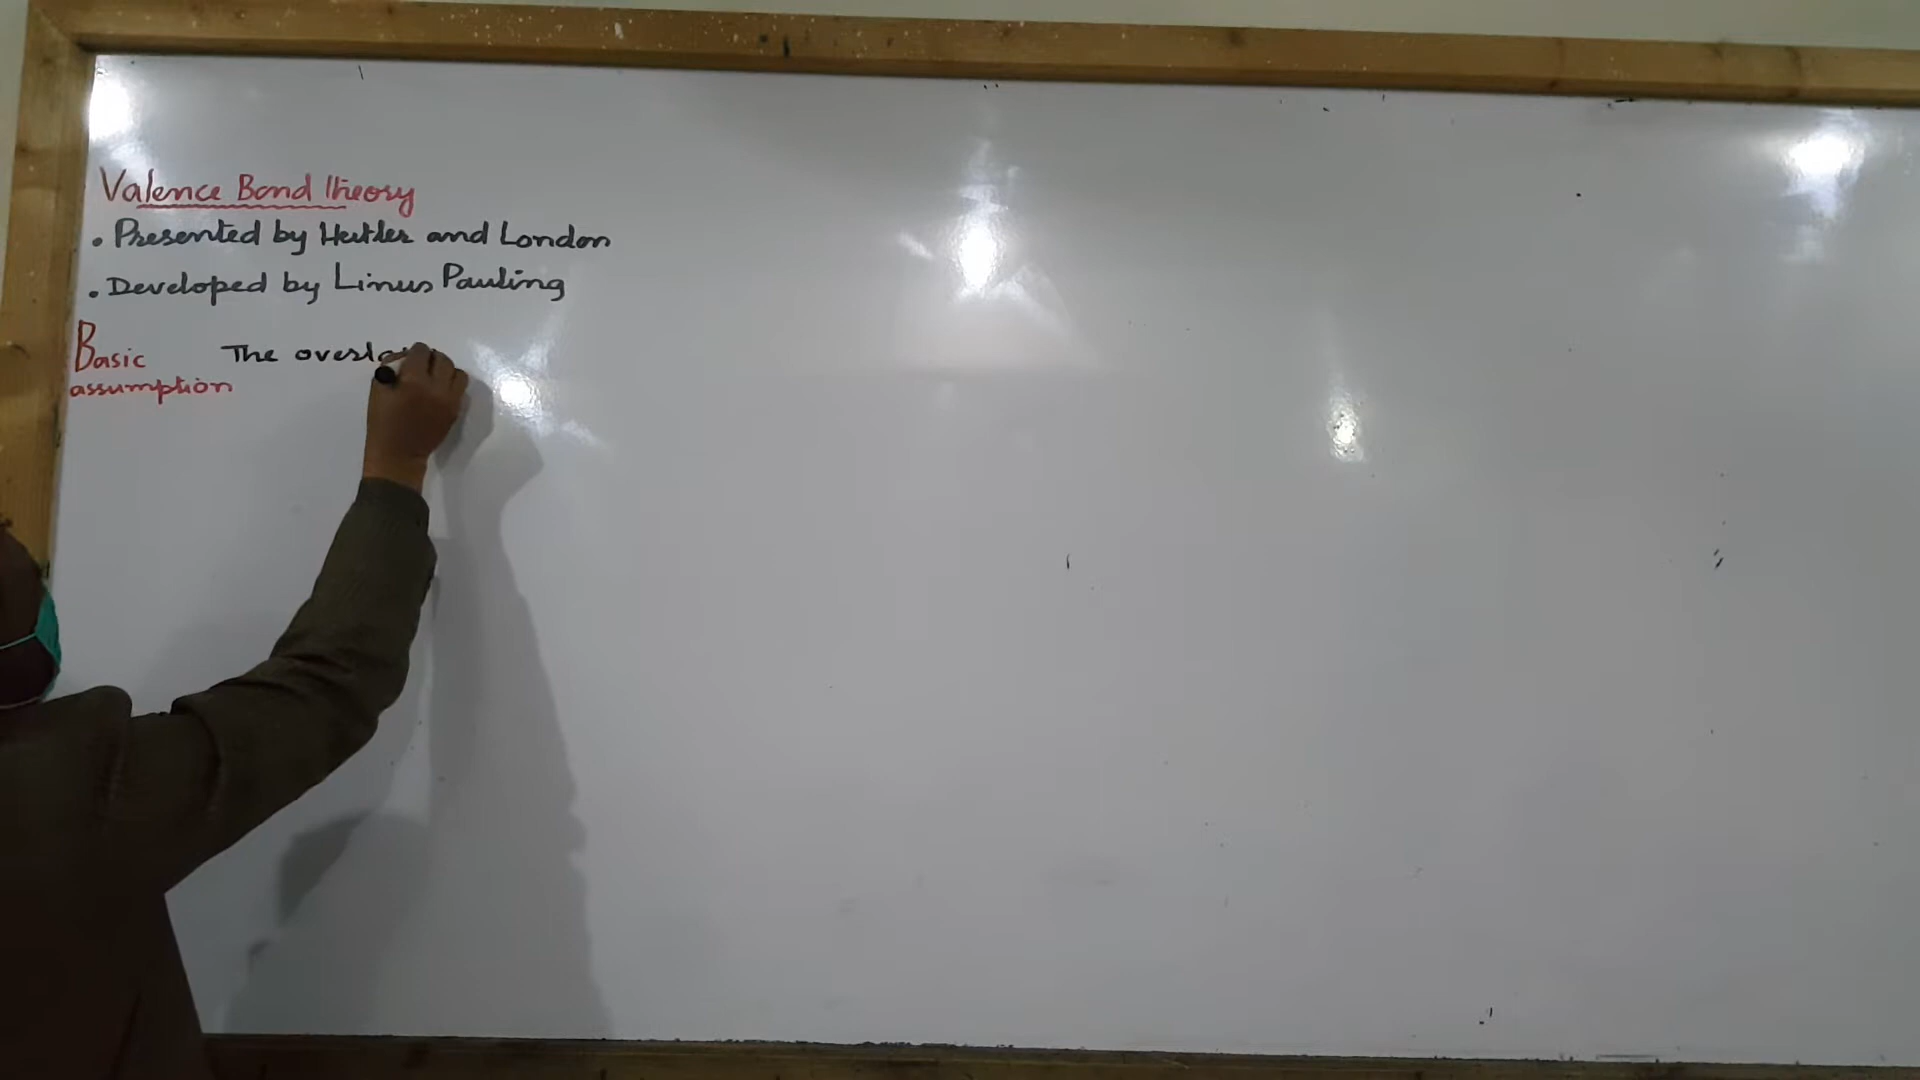 Valence Bond theory
. Presented by Heitler and London
. Developed by Linus Pauling
Basic The overla
assumption